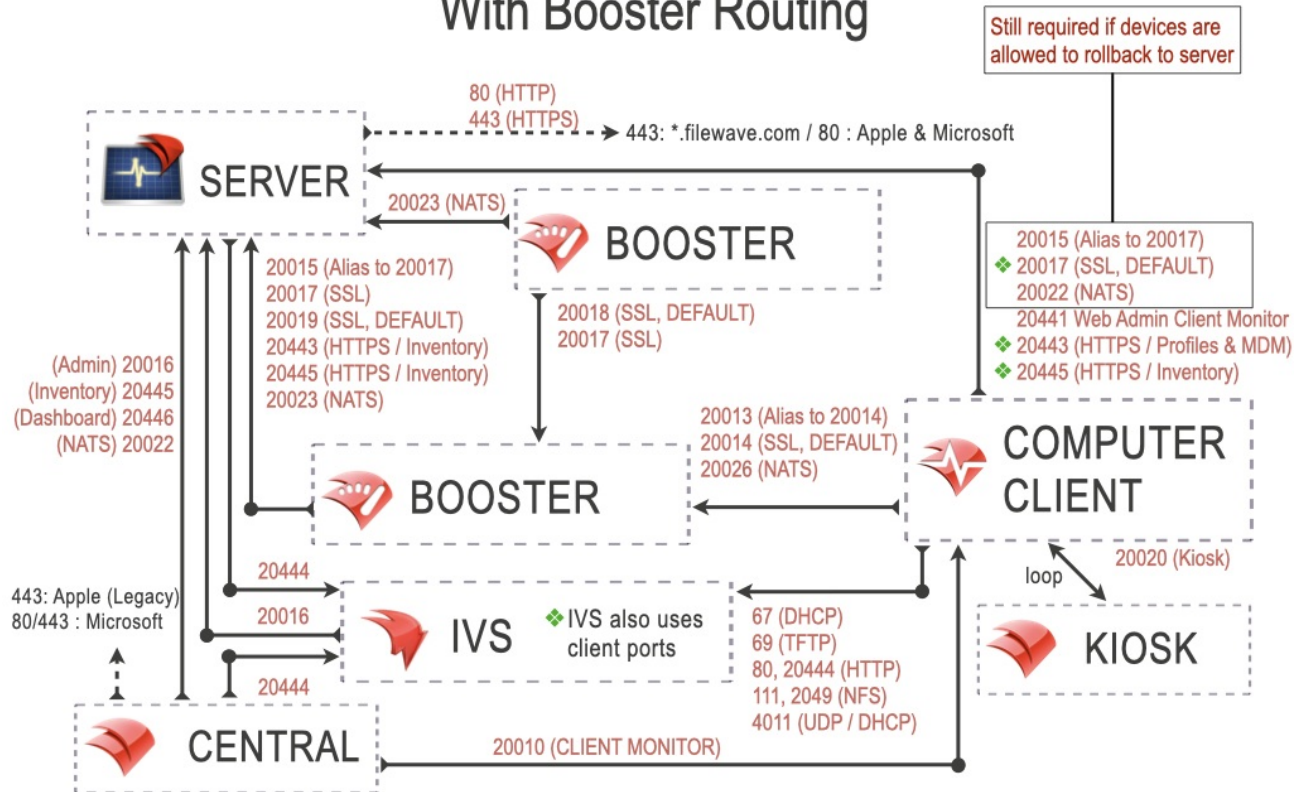 With Booster Routing
Still required if devices are
allowed to rollback to server
80 (HTTP)
443 (HTTPS)
443: *.filewave.com / 80 : Apple & Microsoft
SERVER
20023 (NATS)
BOOSTER
20015 (Alias to 20017)
20017 (SSL, DEFAULT)
20022 (NATS)
20441 Web Admin Client Monitor
20443 (HTTPS / Profiles & MDM)
20445 (HTTPS / Inventory)
20015 (Alias to 20017)
20017 (SSL)
20019 (SSL, DEFAULT)
20443 (HTTPS / Inventory)
20445 (HTTPS / Inventory)
20023 (NATS)
20018 (SSL, DEFAULT)
20017 (SSL)
(Admin) 20016
(Inventory) 20445
(Dashboard) 20446
(NATS) 20022
20013 (Alias to 20014)
20014 (SSL, DEFAULT)
20026 (NATS)
COMPUTER
CLIENT
BOOSTER
20444
20016
20444
IVS
IVS also uses
client ports
67 (DHCP)
69 (TFTP)
80, 20444 (HTTP)
111, 2049 (NFS)
4011 (UDP / DHCP)
loop
20020 (Kiosk)
KIOSK
443: Apple (Legacy)
80/443 : Microsoft
CENTRAL
20010 (CLIENT MONITOR)